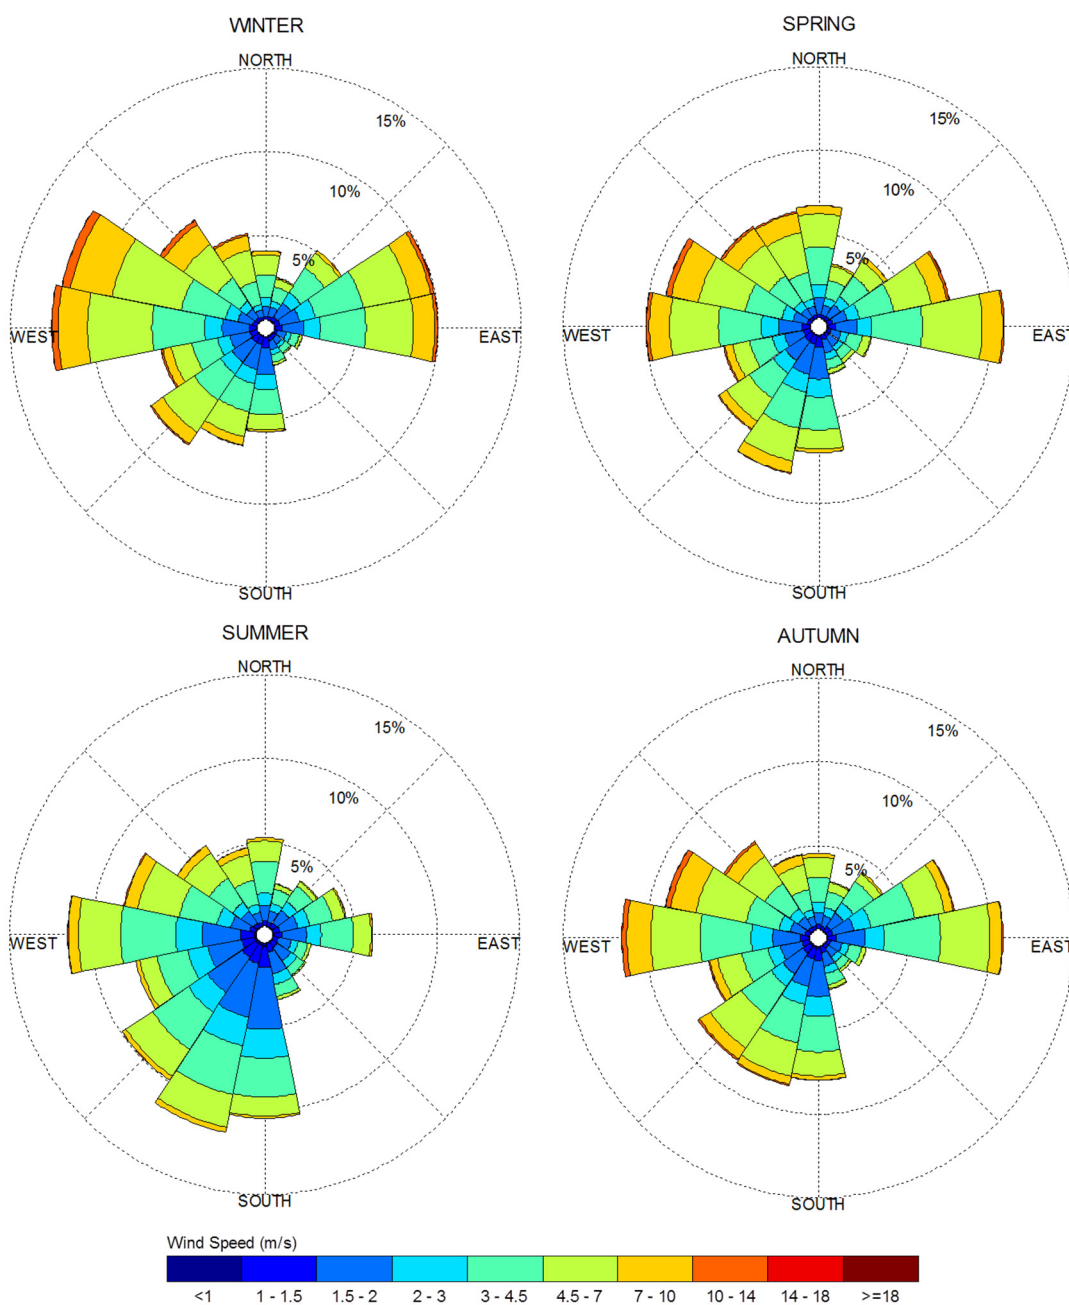 WINTER
NORTH
15%
10%
5%
WEST
EAST
SOUTH
SPRING
NORTH
15%
10%
5%
WEST
EAST
SOUTH
SUMMER
NORTH
15%
10%
5%
WEST
EAST
SOUTH
AUTUMN
NORTH
15%
10%
5%
WEST
EAST
SOUTH
Wind Speed (m/s)
<1 1 - 1.5 1.5 - 2 2 - 3 3 - 4.5 4.5 - 7 7 - 10 10 - 14 14 - 18 >=18